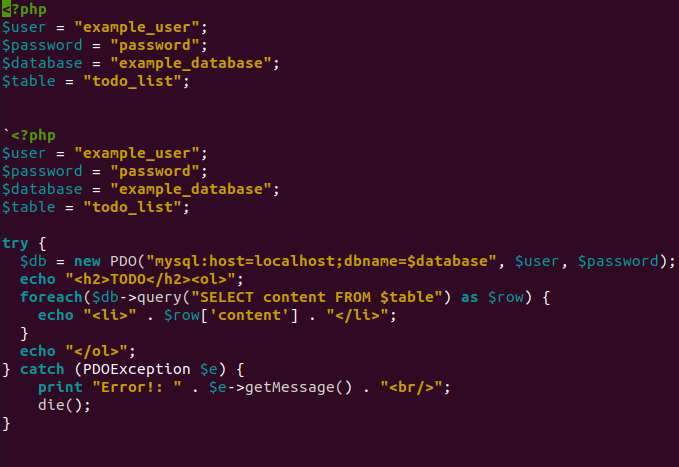 <?php
$user = "example_user";
$password = "password";
$database = "example_database";
$table = "todo_list";
`<?php
$user = "example_user";
$password = "password";
$database = "example_database";
$table = "todo_list";
try {
  $db = new PDO("mysql:host=localhost;dbname=$database", $user, $password);
  echo "<h2>TODO</h2><ol>";
  foreach($db->query("SELECT content FROM $table") as $row) {
    echo "<li>" . $row['content'] . "</li>";
  }
  echo "</ol>";
} catch (PDOException $e) {
    print "Error!: " . $e->getMessage() . "<br/>";
    die();
}